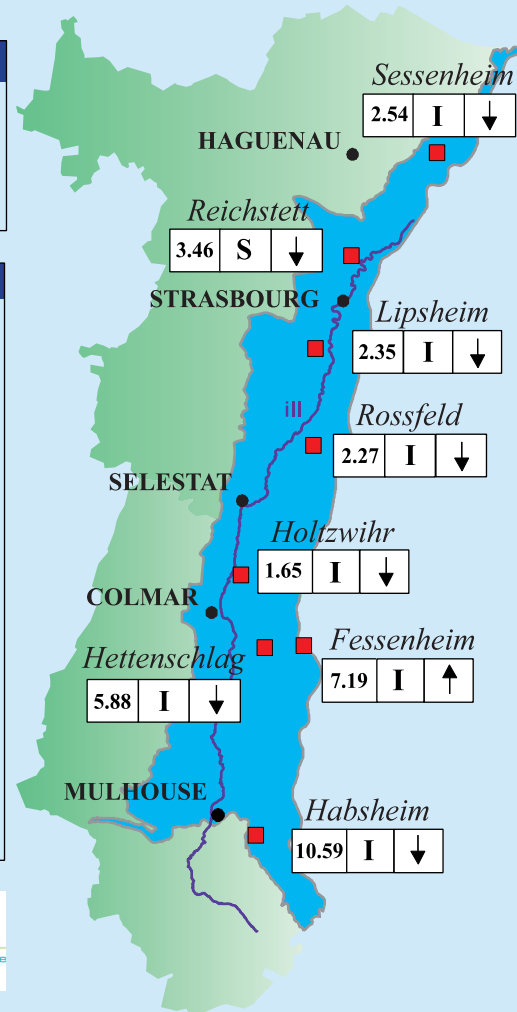 Sessenheim
2.54 I ↓
HAGUENAU
Reichstett
3.46 S ↓
STRASBOURG
Lipsheim
2.35 I ↓
ill
Rossfeld
2.27 I ↓
SELESTAT
Holtzwihr
1.65 I ↓
COLMAR
Fessenheim
7.19 I ↑
Hettenschlag
5.88 I ↓
MULHOUSE
Habsheim
10.59 I ↓
e